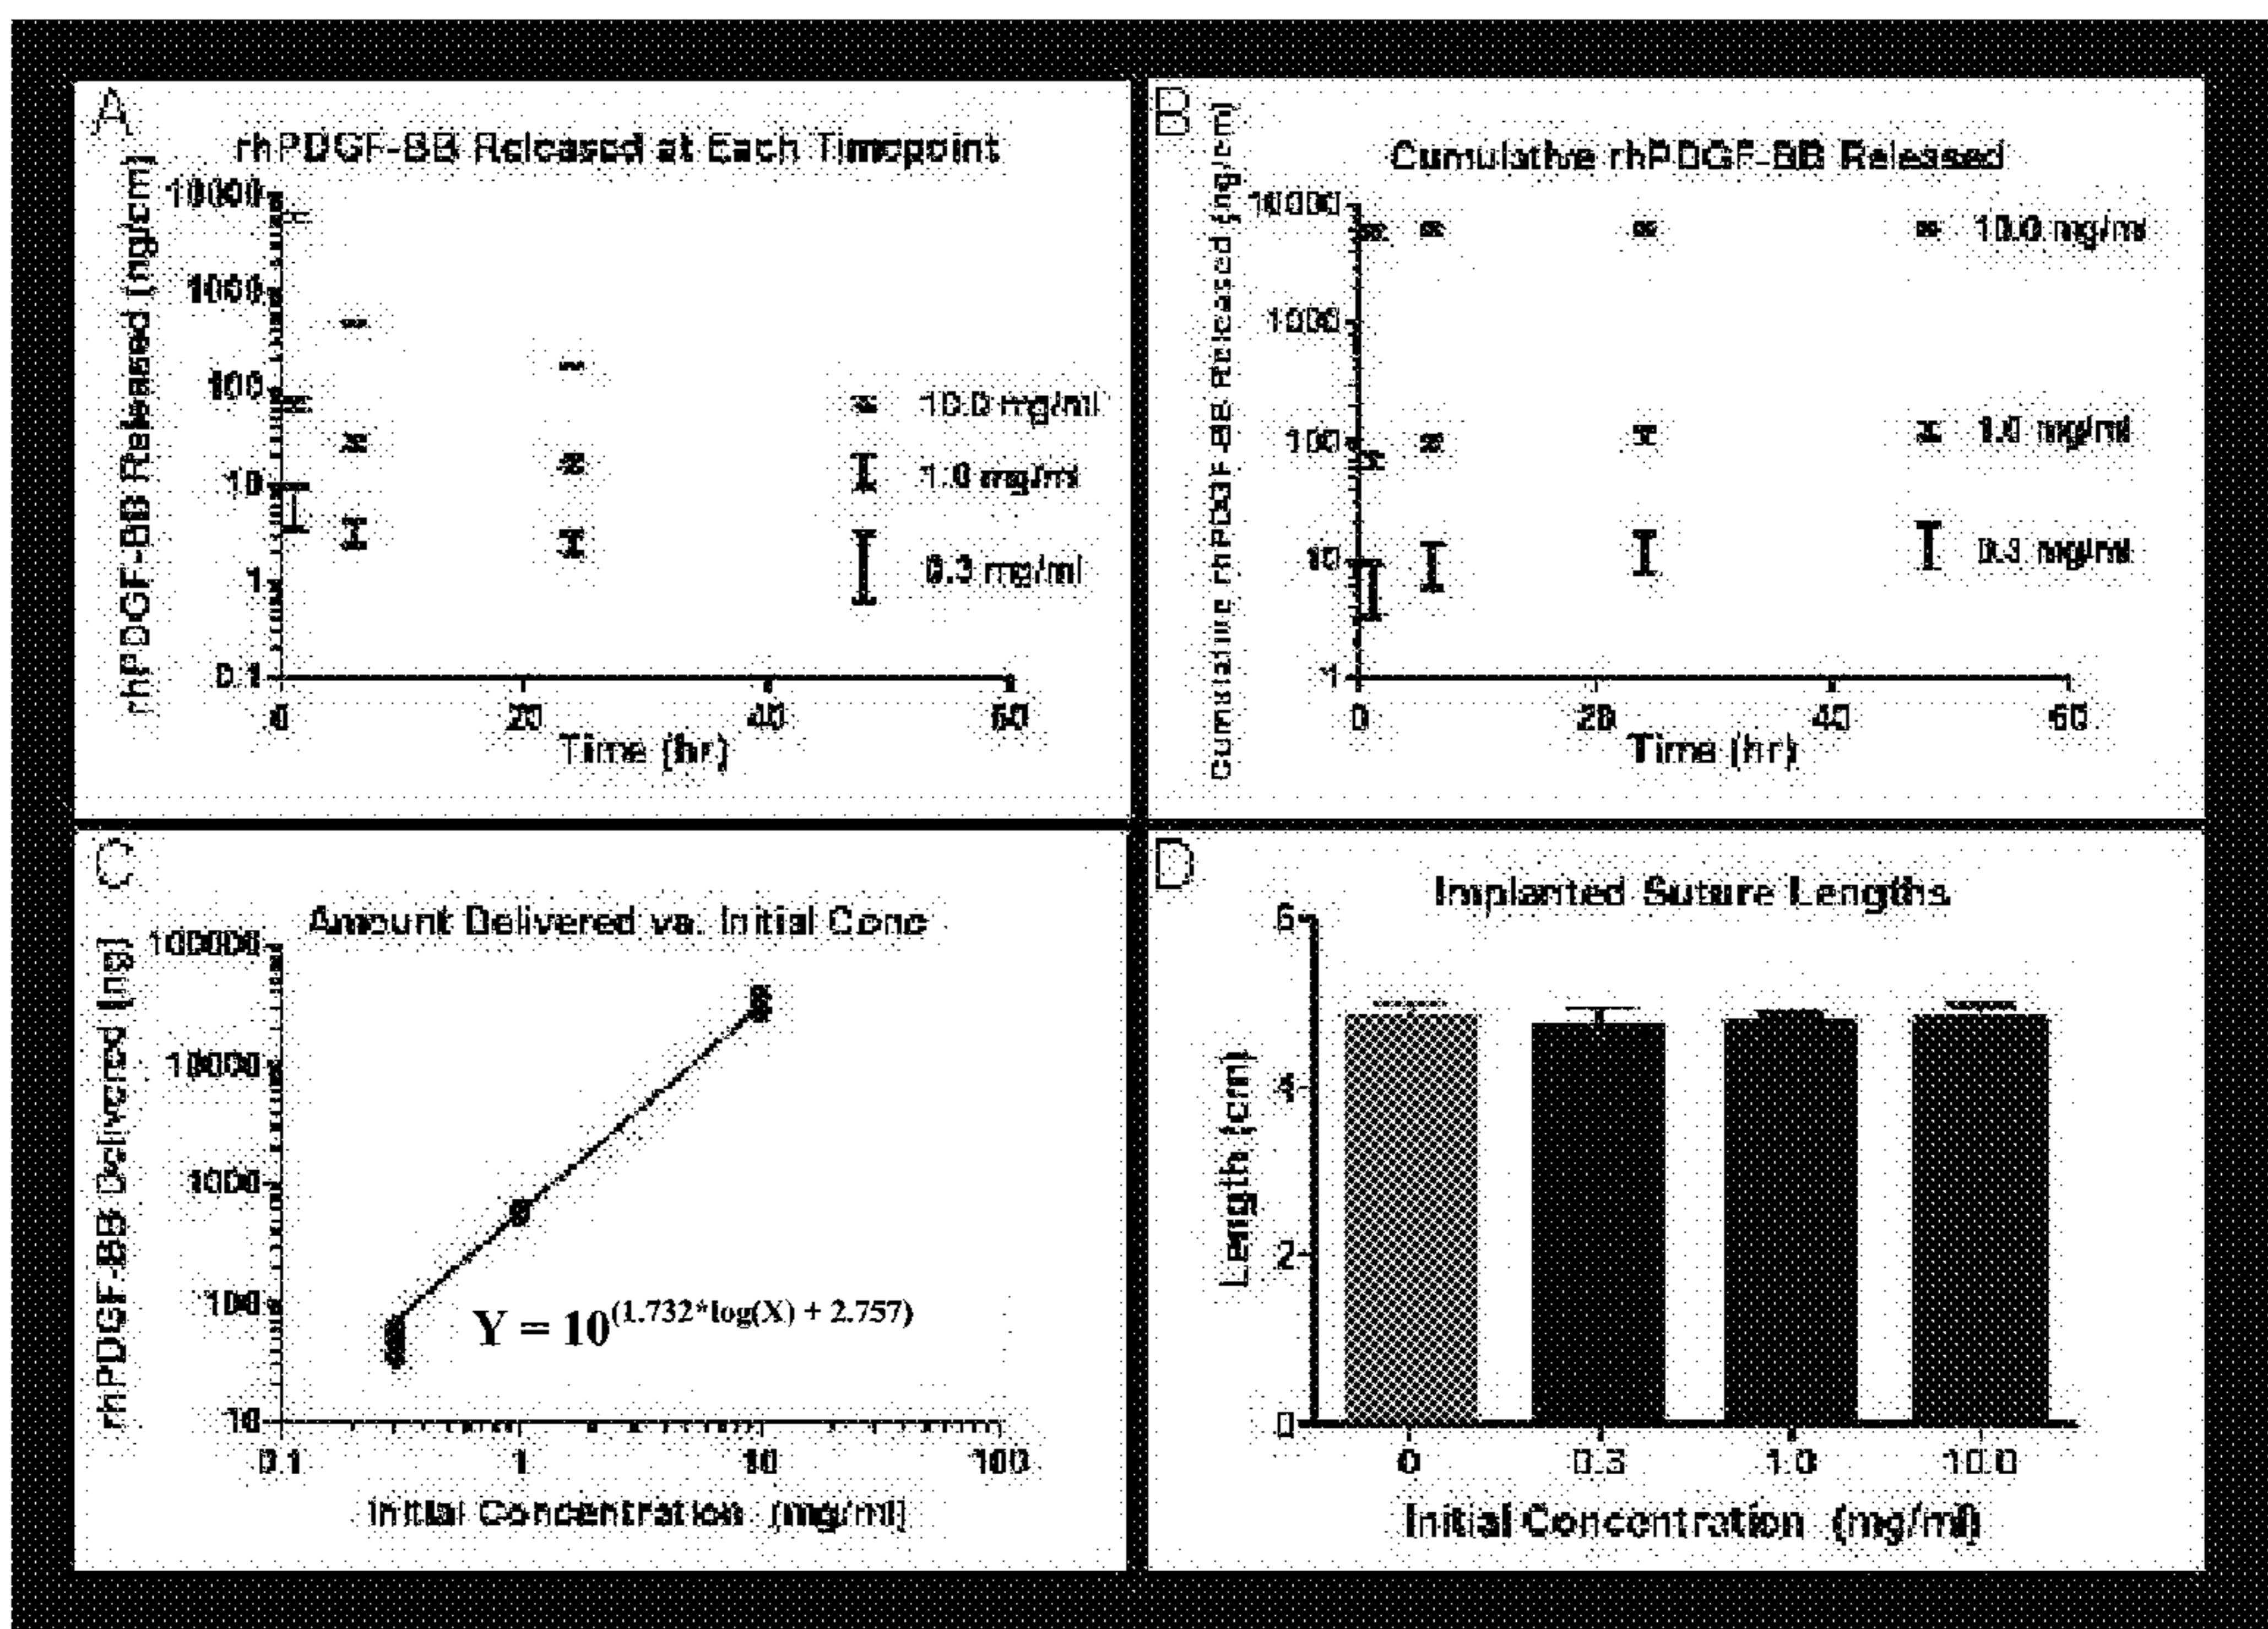 A
rhPDGF-BB Released at Each Timepoint
rhPDGF-BB Released (ng/cm)
10000
1000
100
10
1
0.1
0
20
40
60
Time (hr)
10.0 mg/ml
1.0 mg/ml
0.3 mg/ml
B
Cumulative rhPDGF-BB Released
Cumulative rhPDGF-BB Released (ng/cm)
10000
1000
100
10
1
0
20
40
60
Time (hr)
10.0 mg/ml
1.0 mg/ml
0.3 mg/ml
C
Amount Delivered vs. Initial Conc
rhPDGF-BB Delivered (ng)
100000
10000
1000
100
10
0.1
1
10
100
Initial Concentration (mg/ml)
Y = 10^(1.732*log(X) + 2.757)
D
Implanted Suture Lengths
Length (cm)
6
4
2
0
0
0.3
1.0
10.0
Initial Concentration (mg/ml)